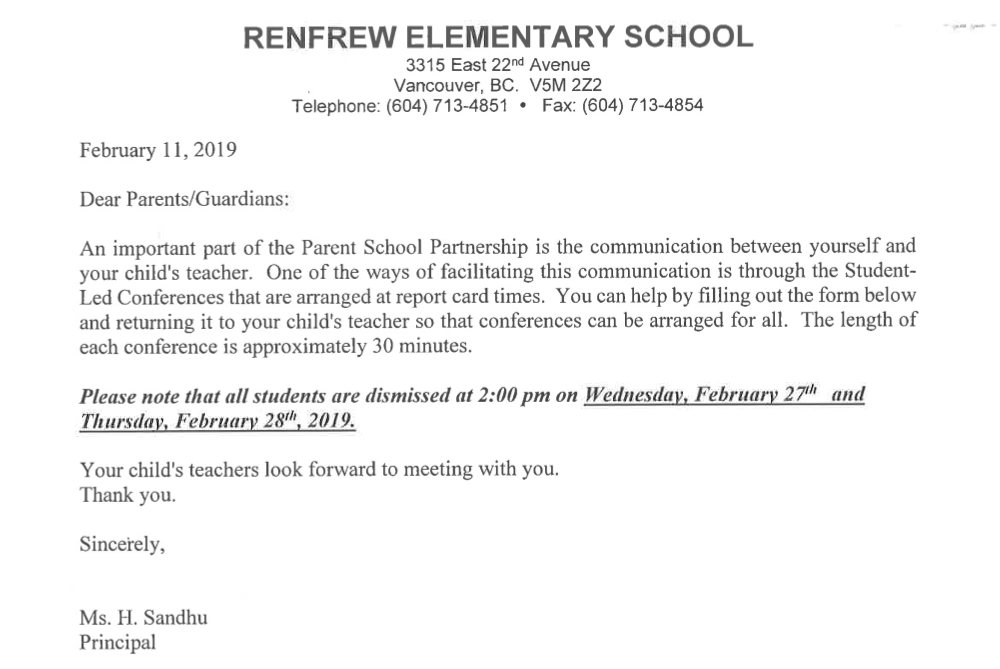 RENFREW ELEMENTARY SCHOOL
3315 East 22nd Avenue
Vancouver, BC.  V5M 2Z2
Telephone: (604) 713-4851  •  Fax: (604) 713-4854
February 11, 2019
Dear Parents/Guardians:
An important part of the Parent School Partnership is the communication between yourself and
your child's teacher.  One of the ways of facilitating this communication is through the Student-
Led Conferences that are arranged at report card times.  You can help by filling out the form below
and returning it to your child's teacher so that conferences can be arranged for all.  The length of
each conference is approximately 30 minutes.
Please note that all students are dismissed at 2:00 pm on Wednesday, February 27th  and
Thursday, February 28th, 2019.
Your child's teachers look forward to meeting with you.
Thank you.
Sincerely,
Ms. H. Sandhu
Principal